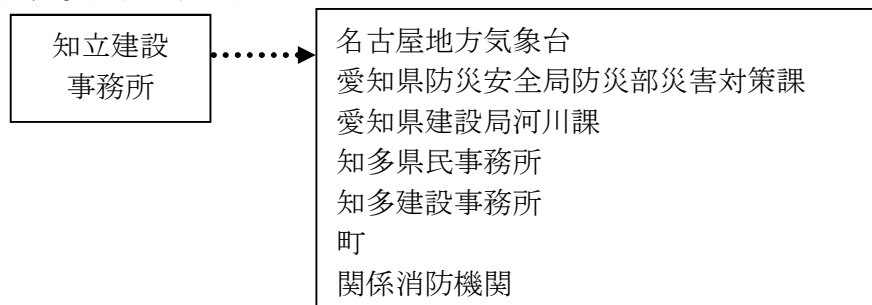 知立建設
事務所
名古屋地方気象台
愛知県防災安全局防災部災害対策課
愛知県建設局河川課
知多県民事務所
知多建設事務所
町
関係消防機関